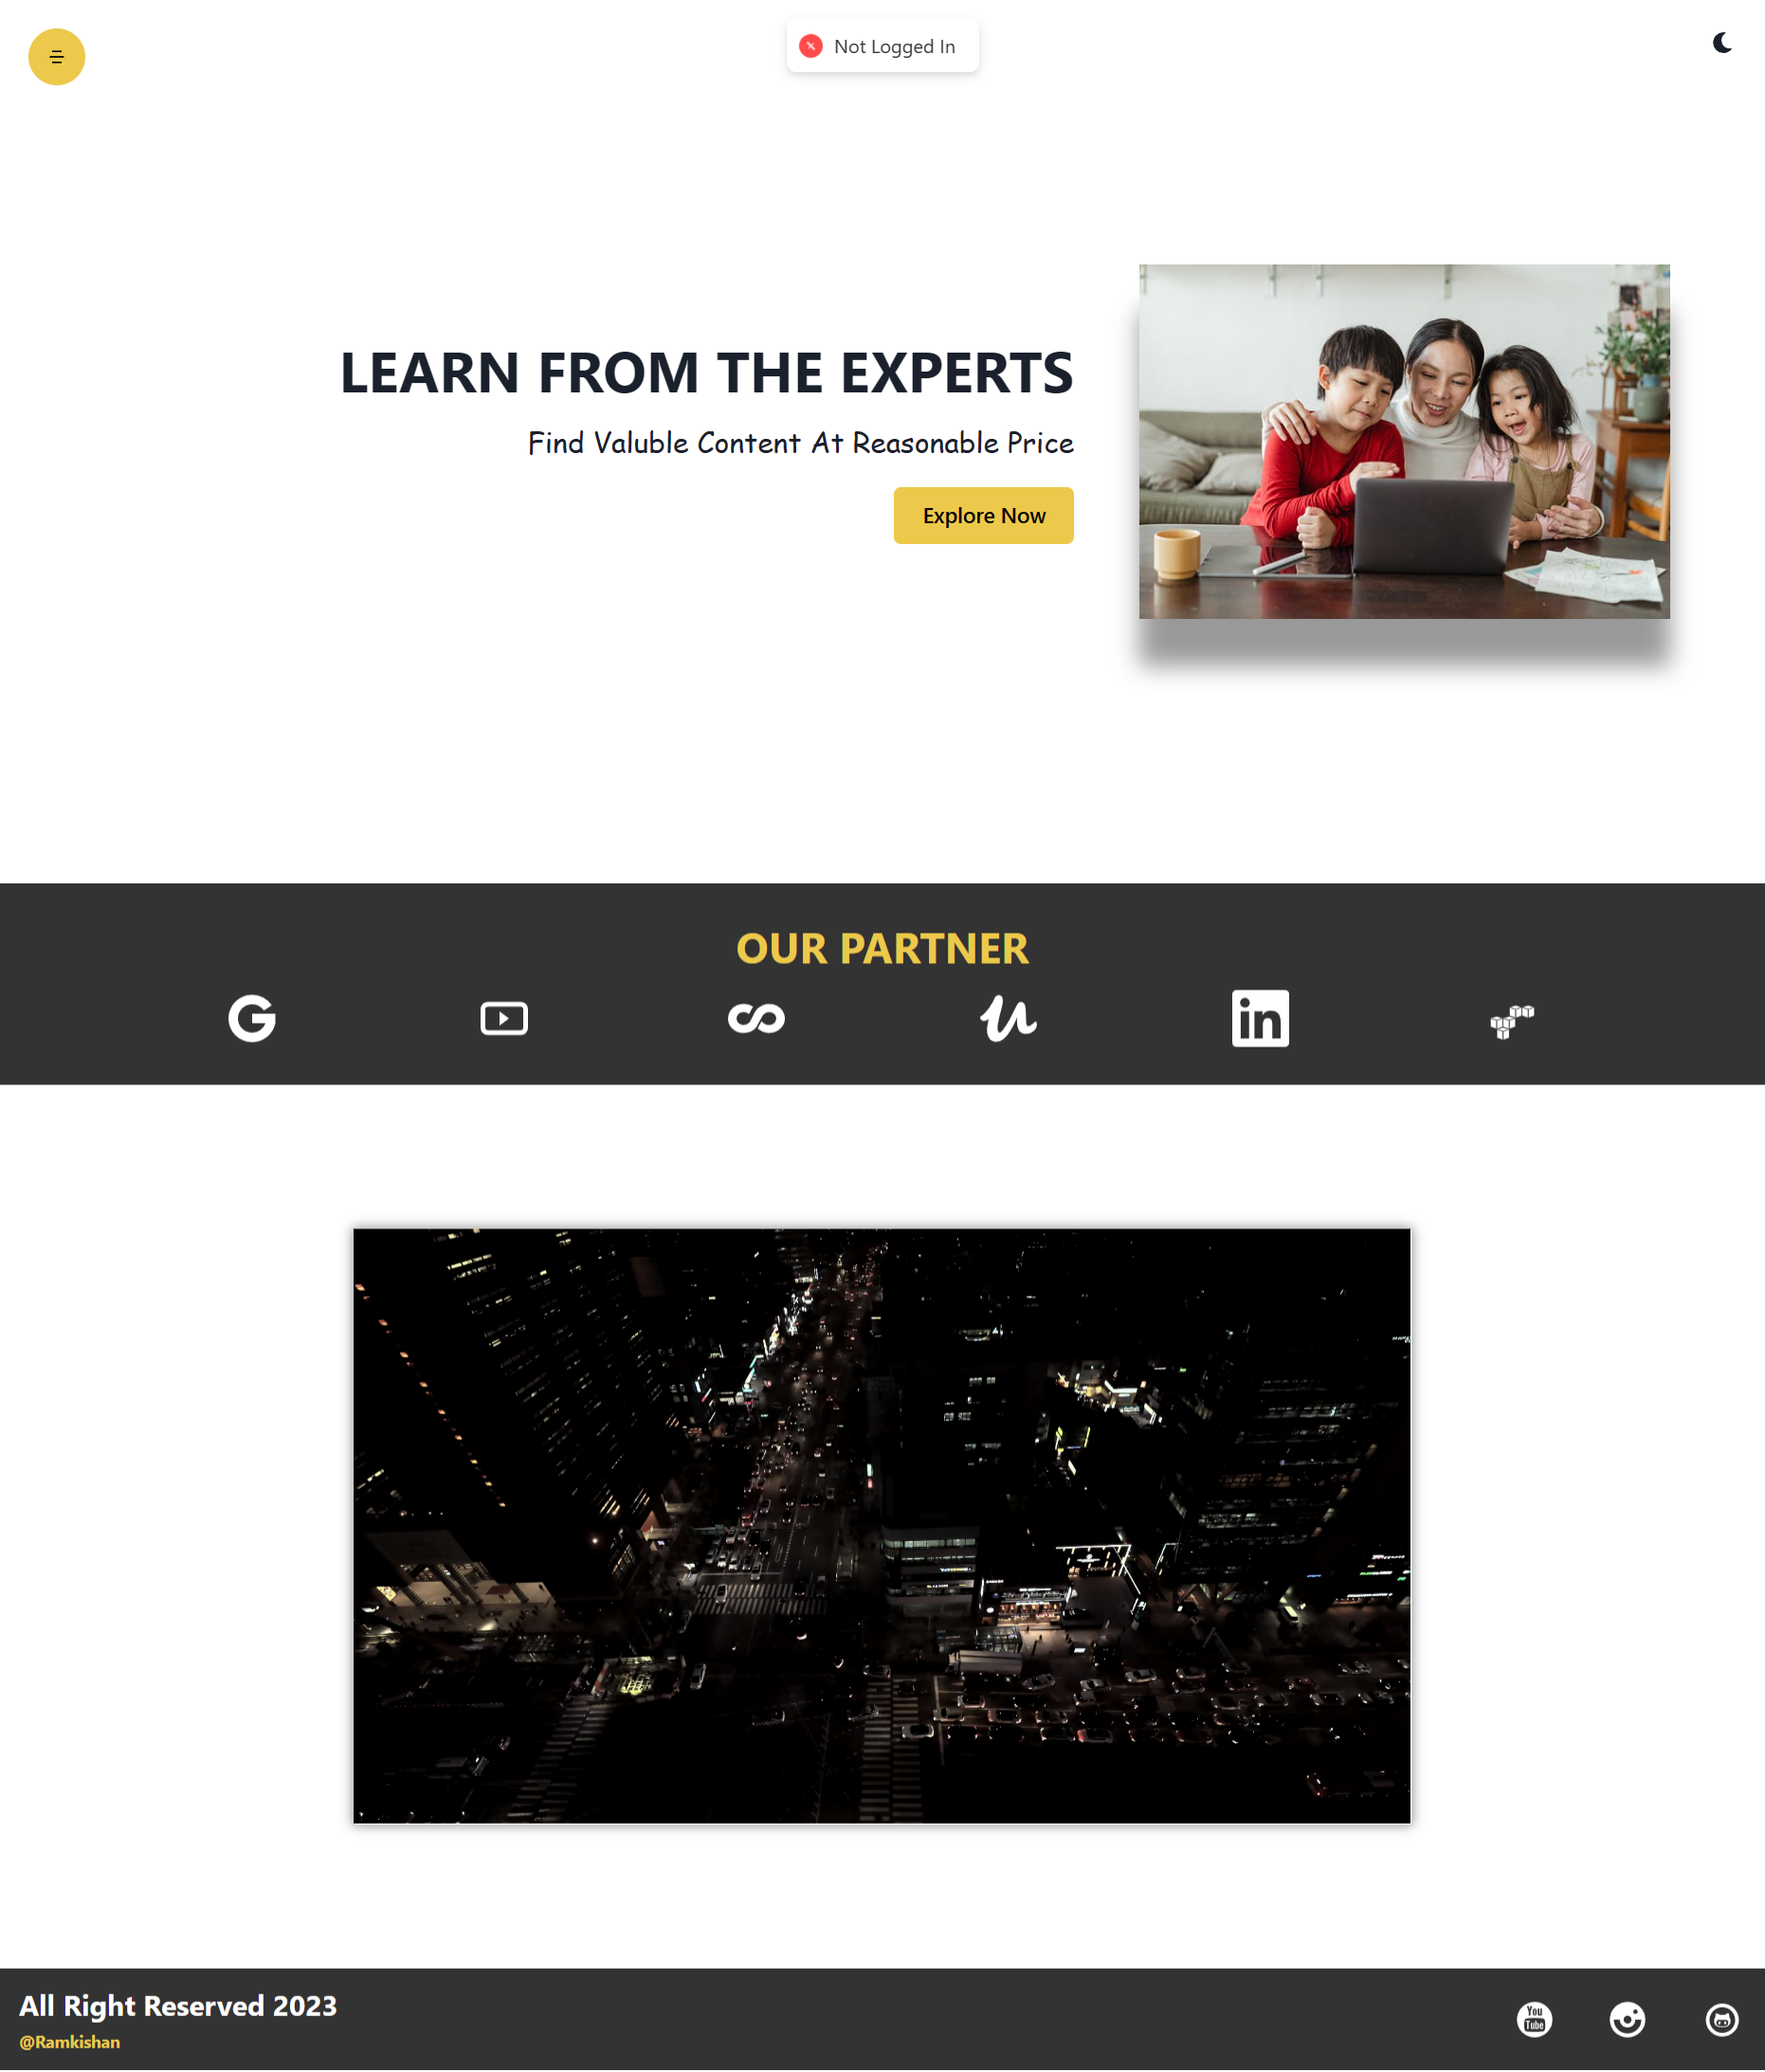 Not Logged In
LEARN FROM THE EXPERTS
Find Valuble Content At Reasonable Price
Explore Now
OUR PARTNER
in
All Right Reserved 2023
@Ramkishan
You
Tube